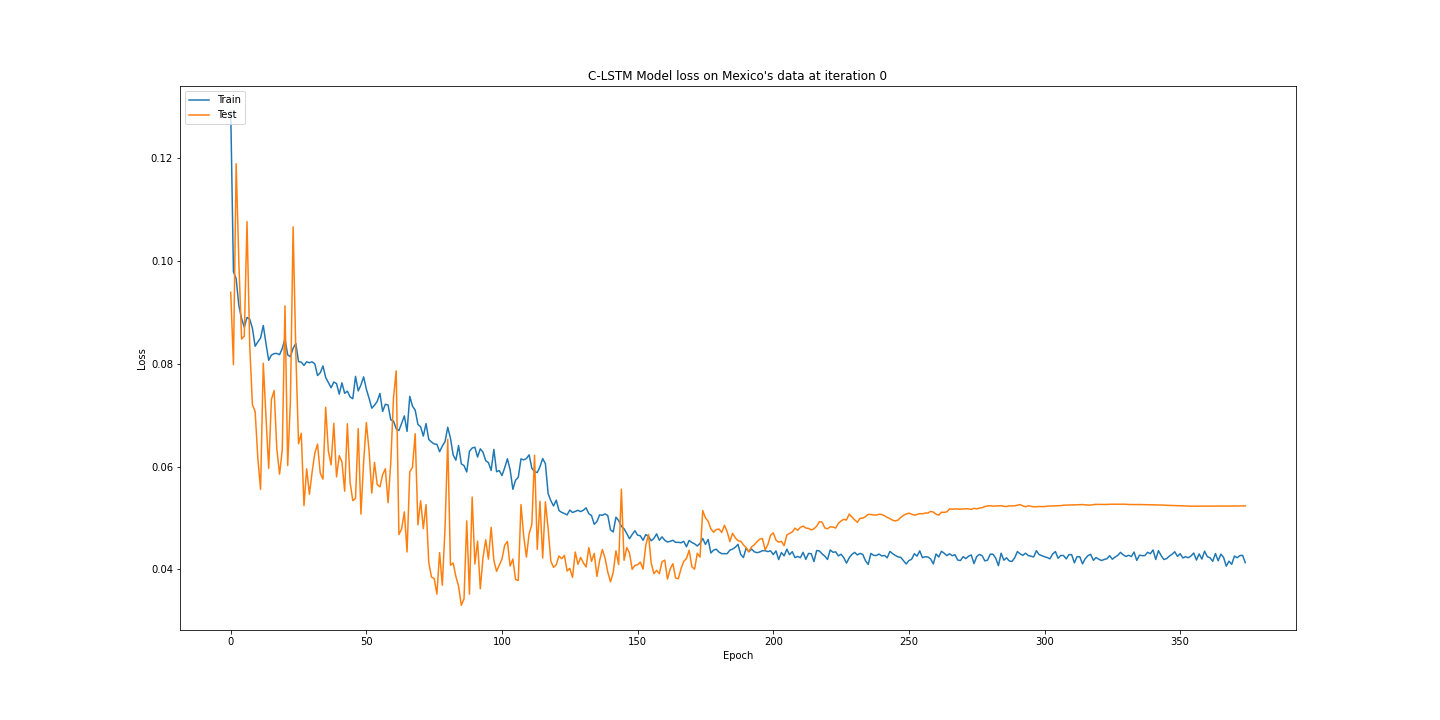 C-LSTM Model loss on Mexico's data at iteration 0
Train
Test
0.12
0.10
0.08
0.06
0.04
Loss
0 50 100 150 200 250 300 350
Epoch